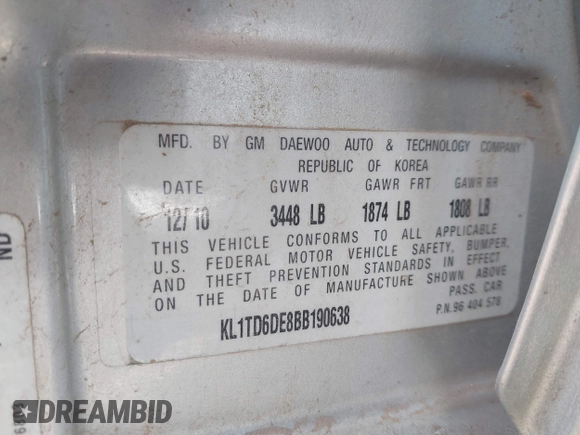 MFD. BY GM DAEWOO AUTO & TECHNOLOGY COMPANY
REPUBLIC OF KOREA
DATE GVWR GAWR FRT GAWR RR
12/10 3448 LB 1874 LB 1808 LB
THIS VEHICLE CONFORMS TO ALL APPLICABLE
U.S. FEDERAL MOTOR VEHICLE SAFETY, BUMPER,
AND THEFT PREVENTION STANDARDS IN EFFECT
ON THE DATE OF MANUFACTURE SHOWN ABOVE
PASS. CAR
KL1TD6DE8BB190638
P.N. 96 404 578
ND
DREAMBID